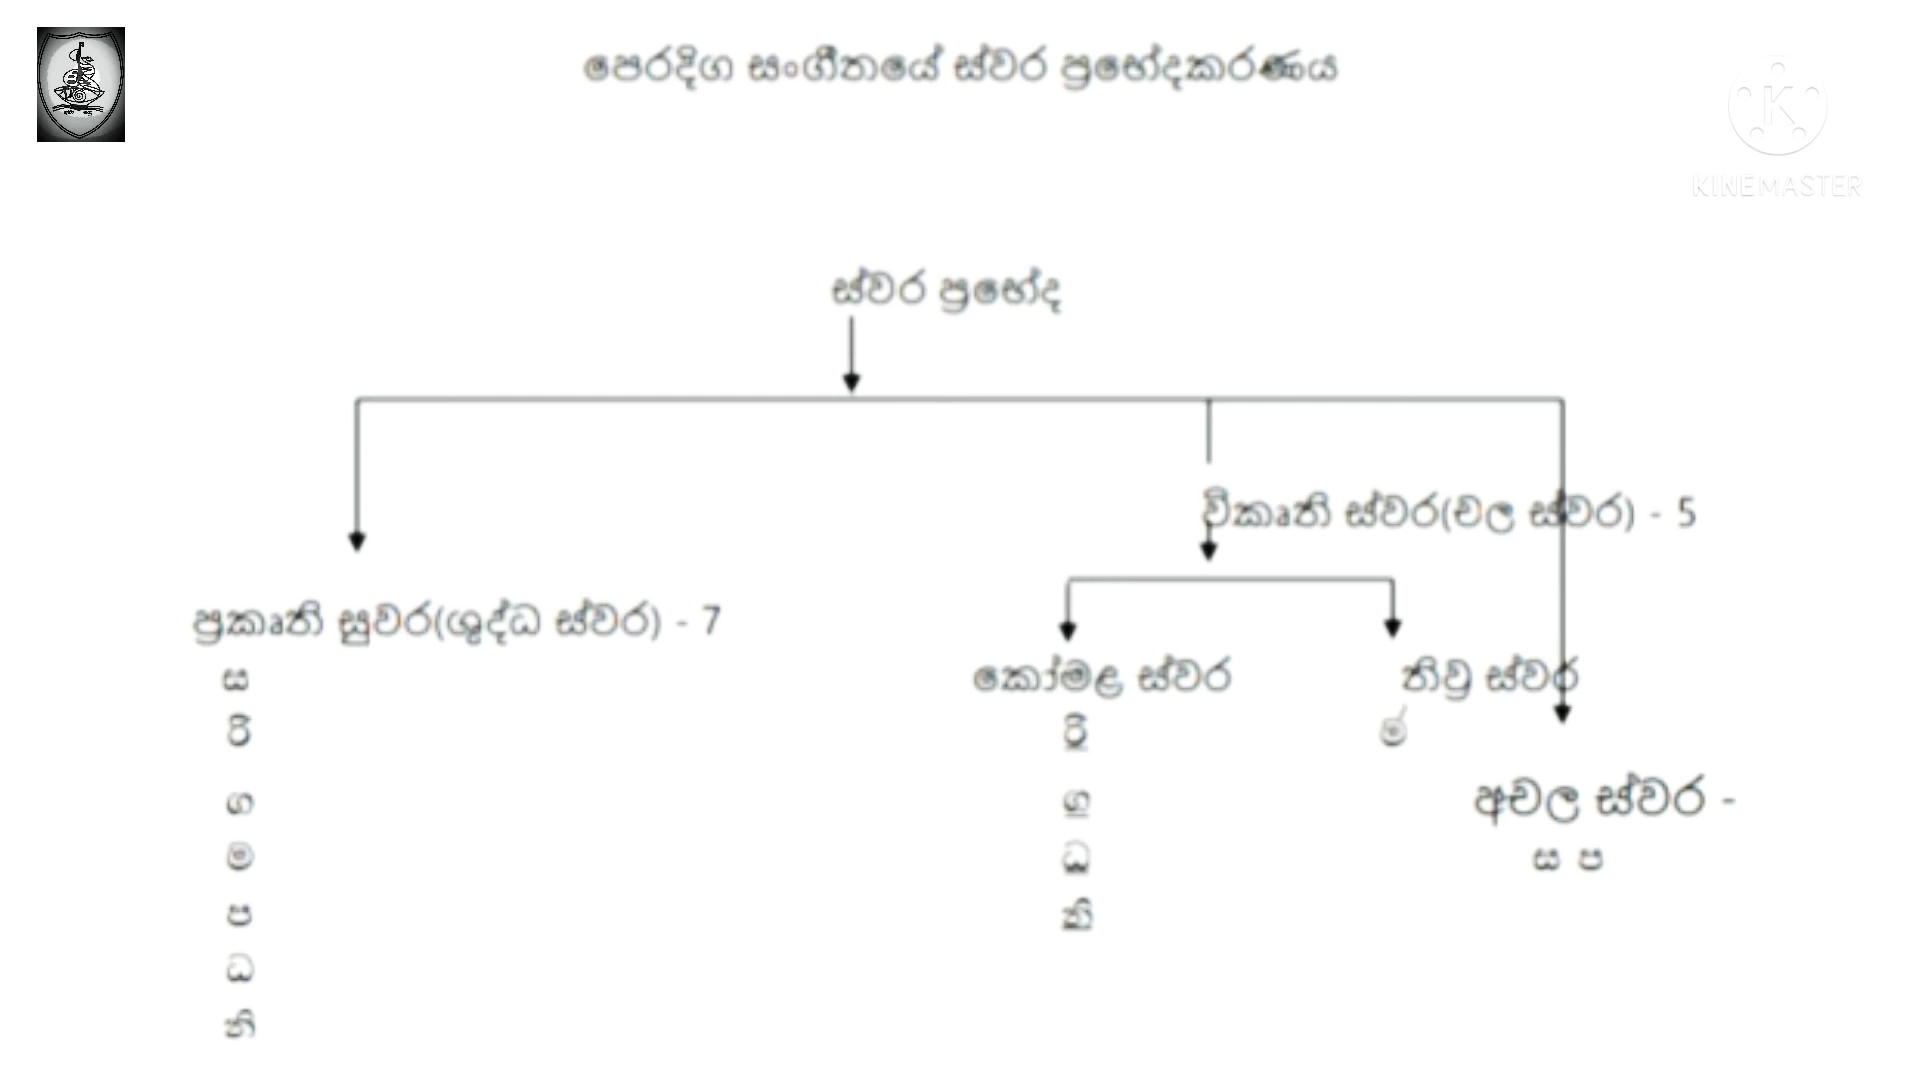 පෙරදිග සංගීතයේ ස්වර ප්‍රභේදකරණය
KINEMASTER
ස්වර ප්‍රභේද
විකෘති ස්වර(චල ස්වර) - 5
ප්‍රකෘති සුවර(ශුද්ධ ස්වර) - 7
කෝමළ ස්වර
තිව්‍ර ස්වර
අචල ස්වර -
ස ප
ස
රි
ග
ම
ප
ධ
නි
රි
ග
ධ
නි
ම